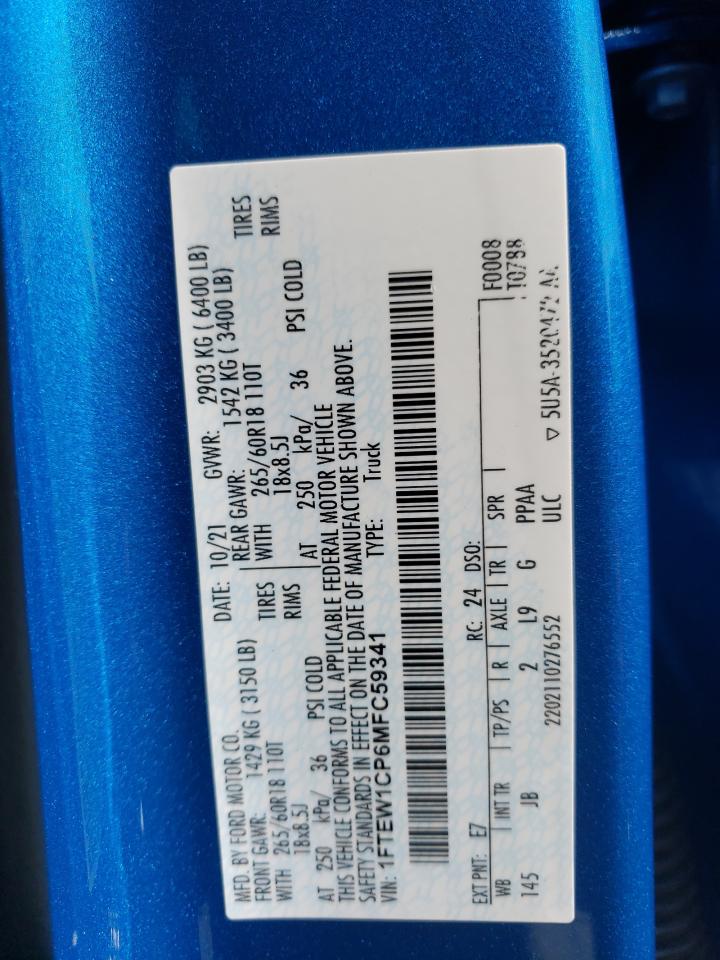 MFD. BY FORD MOTOR CO.
DATE: 10/21 GVWR: 2903 KG ( 6400 LB)
FRONT GAWR: 1429 KG ( 3150 LB) REAR GAWR: 1542 KG ( 3400 LB)
WITH 265/60R18 110T TIRES WITH 265/60R18 110T TIRES
18x8.5J RIMS 18x8.5J RIMS
AT 250 kPa/ 36 PSI COLD AT 250 kPa/ 36 PSI COLD
THIS VEHICLE CONFORMS TO ALL APPLICABLE FEDERAL MOTOR VEHICLE
SAFETY STANDARDS IN EFFECT ON THE DATE OF MANUFACTURE SHOWN ABOVE.
VIN: 1FTEW1CP6MFC59341 TYPE: Truck
EXT PNT: E7 RC: 24 DSO: F0008
WB INT TR TP/PS R AXLE TR SPR T0788
145 JB 2 L9 G PPAA
2202110276552 ULC